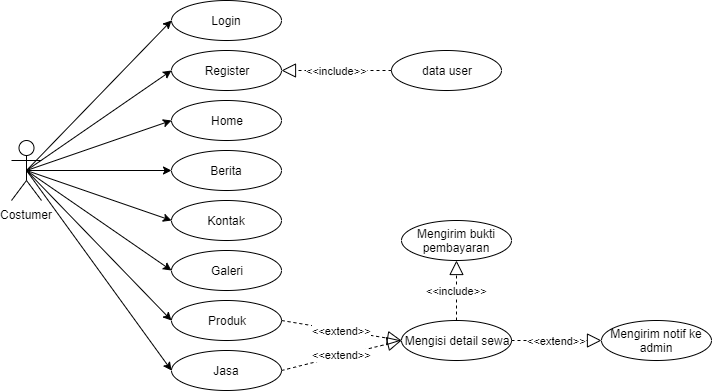 Login
Register
<<include>>
data user
Home
Berita
Costumer
Kontak
Mengirim bukti
pembayaran
Galeri
<<include>>
Produk
<<extend>>
Mengisi detail sewa
<<extend>>
Mengirim notif ke
admin
<<extend>>
Jasa